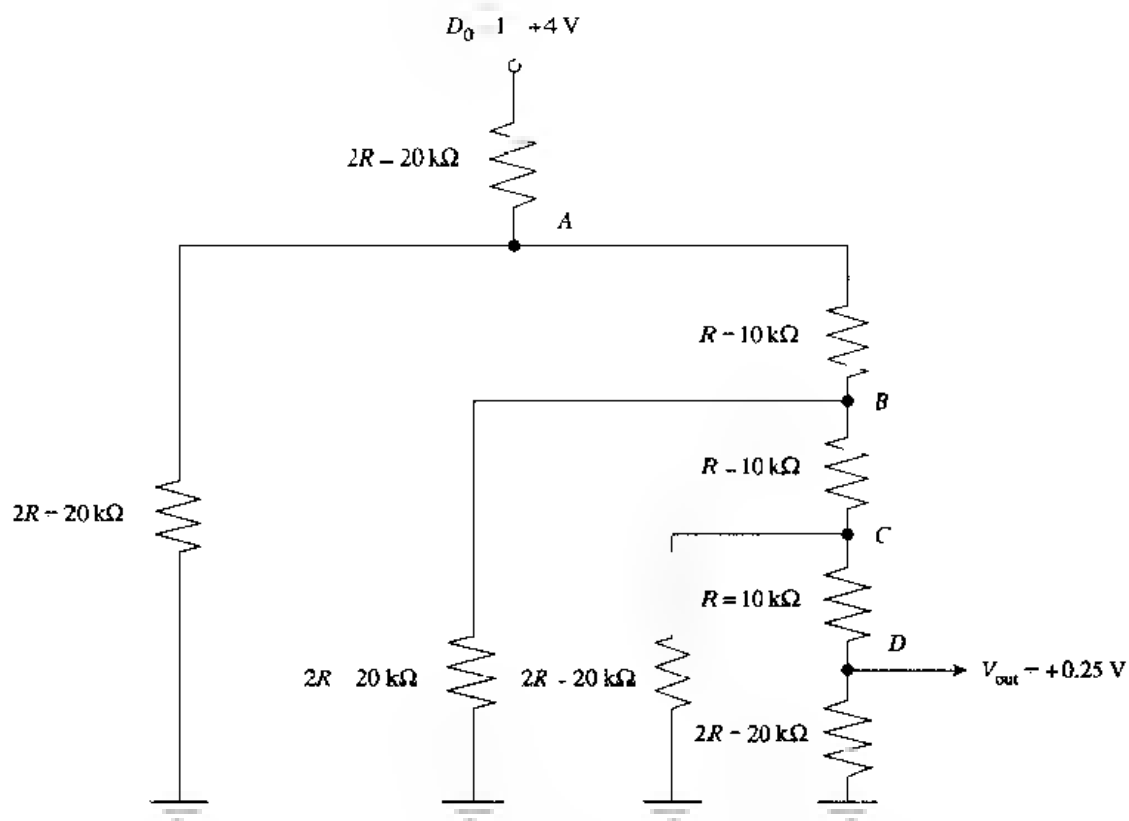 D₀ 1 +4 V
2R – 20 kΩ
A
R – 10 kΩ
B
R – 10 kΩ
2R – 20 kΩ
C
R = 10 kΩ
D
2R 20 kΩ
2R – 20 kΩ
V_out – +0.25 V
2R – 20 kΩ